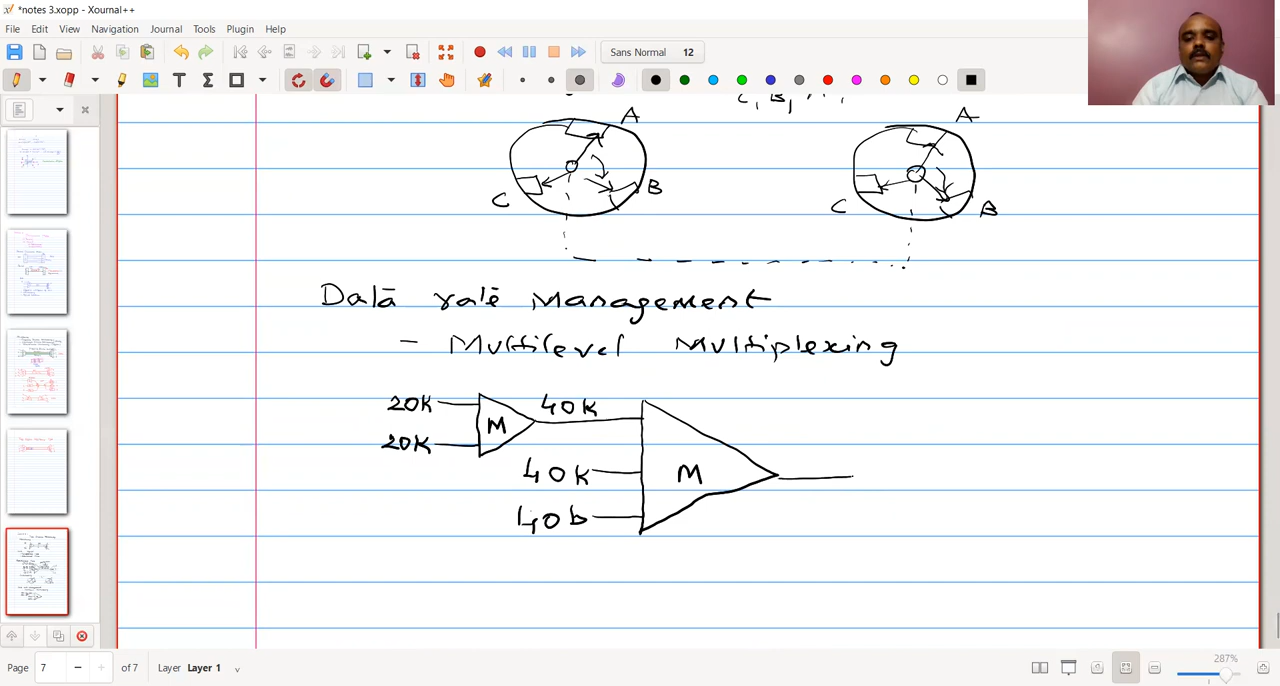 *notes 3.xopp - Xournal++
File Edit View Navigation Journal Tools Plugin Help
Sans Normal 12
C, B, A,
A
C
B
A
C
B
Data rate Management
- Multilevel Multiplexing
20K
20K
M
40K
40K
40b
M
Page 7 of 7 Layer Layer 1
287%